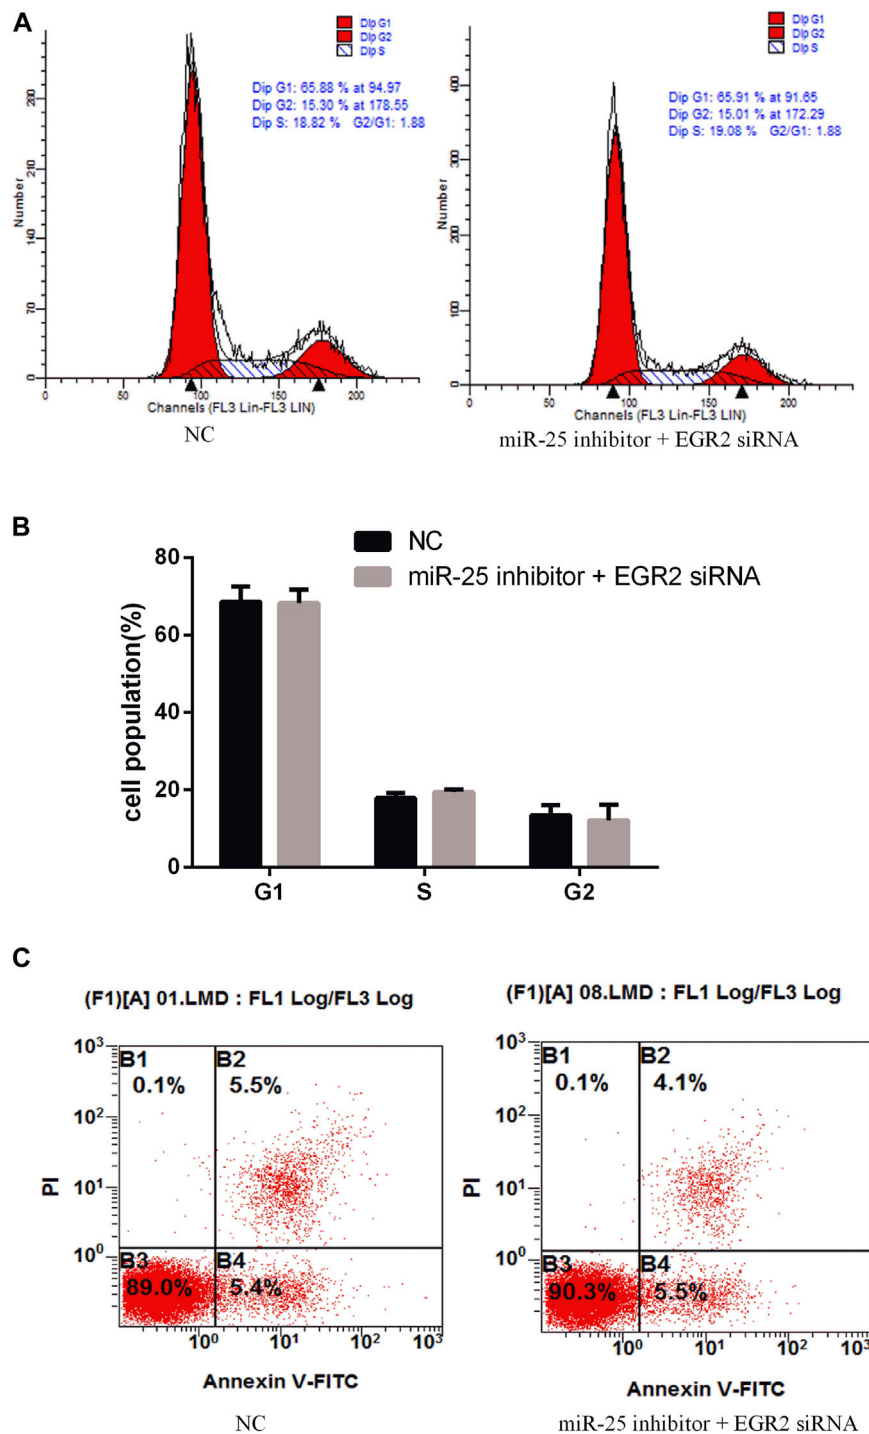 A
Dip G1
Dip G2
Dip S
Dip G1: 65.88 % at 94.97
Dip G2: 15.30 % at 178.55
Dip S: 18.82 % G2/G1: 1.88
Number
280
210
140
70
0
0 50 100 150 200
Channels (FL3 Lin-FL3 LIN)
NC
Dip G1
Dip G2
Dip S
Dip G1: 65.91 % at 91.65
Dip G2: 15.01 % at 172.29
Dip S: 19.08 % G2/G1: 1.88
Number
400
300
200
100
0
0 50 100 150 200
Channels (FL3 Lin-FL3 LIN)
miR-25 inhibitor + EGR2 siRNA
B
NC
miR-25 inhibitor + EGR2 siRNA
cell population(%)
80
60
40
20
0
G1 S G2
C
(F1)[A] 01.LMD : FL1 Log/FL3 Log
PI
10³
10²
10¹
10⁰
B1 B2
0.1% 5.5%
B3 B4
89.0% 5.4%
10⁰ 10¹ 10² 10³
Annexin V-FITC
NC
(F1)[A] 08.LMD : FL1 Log/FL3 Log
PI
10³
10²
10¹
10⁰
B1 B2
0.1% 4.1%
B3 B4
90.3% 5.5%
10⁰ 10¹ 10² 10³
Annexin V-FITC
miR-25 inhibitor + EGR2 siRNA